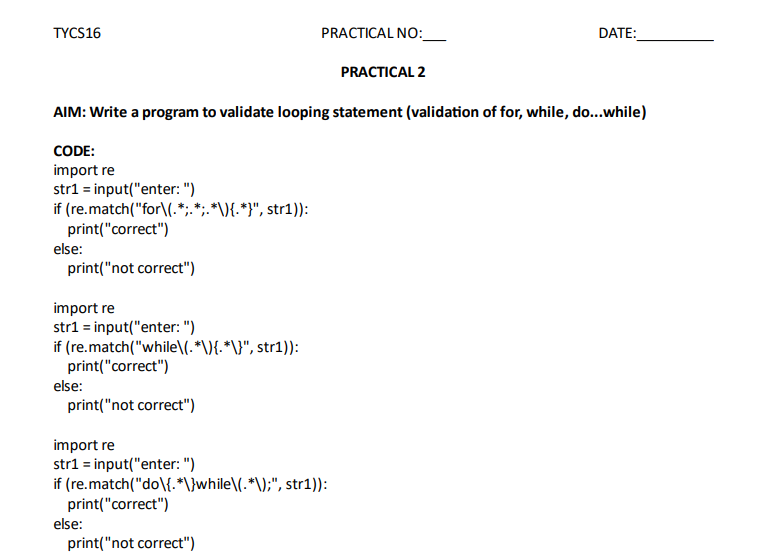 TYCS16 PRACTICAL NO:___ DATE:__________
PRACTICAL 2
AIM: Write a program to validate looping statement (validation of for, while, do...while)
CODE:
import re
str1 = input("enter: ")
if (re.match("for\(.*;.*;.*\){.*}", str1)):
    print("correct")
else:
    print("not correct")
import re
str1 = input("enter: ")
if (re.match("while\(.*\){.*\}", str1)):
    print("correct")
else:
    print("not correct")
import re
str1 = input("enter: ")
if (re.match("do\{.*\}while\(.*\);", str1)):
    print("correct")
else:
    print("not correct")